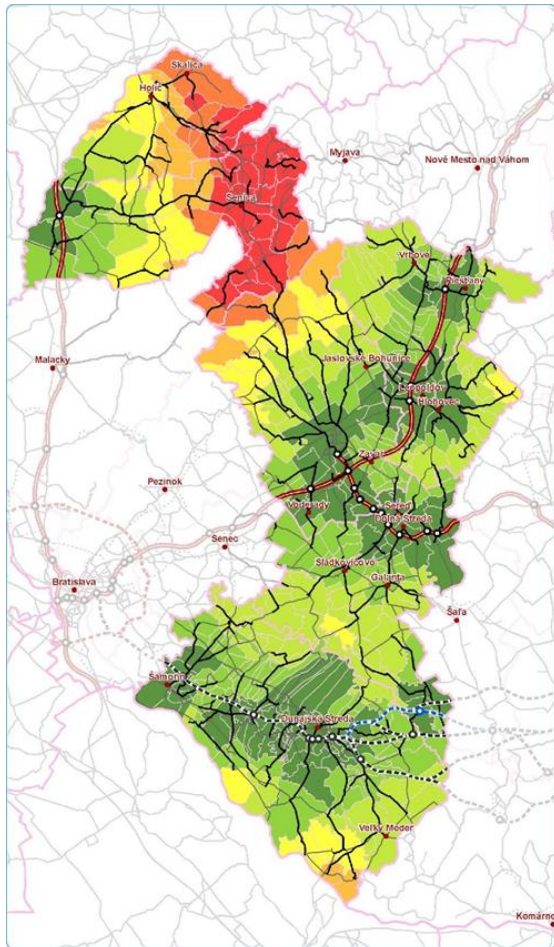 Skalica
Holíč
Myjava
Nové Mesto nad Váhom
Senica
Vrbové
Piešťany
Malacky
Jaslovské Bohunice
Leopoldov
Hlohovec
Zavar
Pezinok
Voderady
Sereď
Dolná Streda
Senec
Sládkovičovo
Galanta
Bratislava
Šaľa
Šamorín
Dunajská Streda
Veľký Meder
Komárno